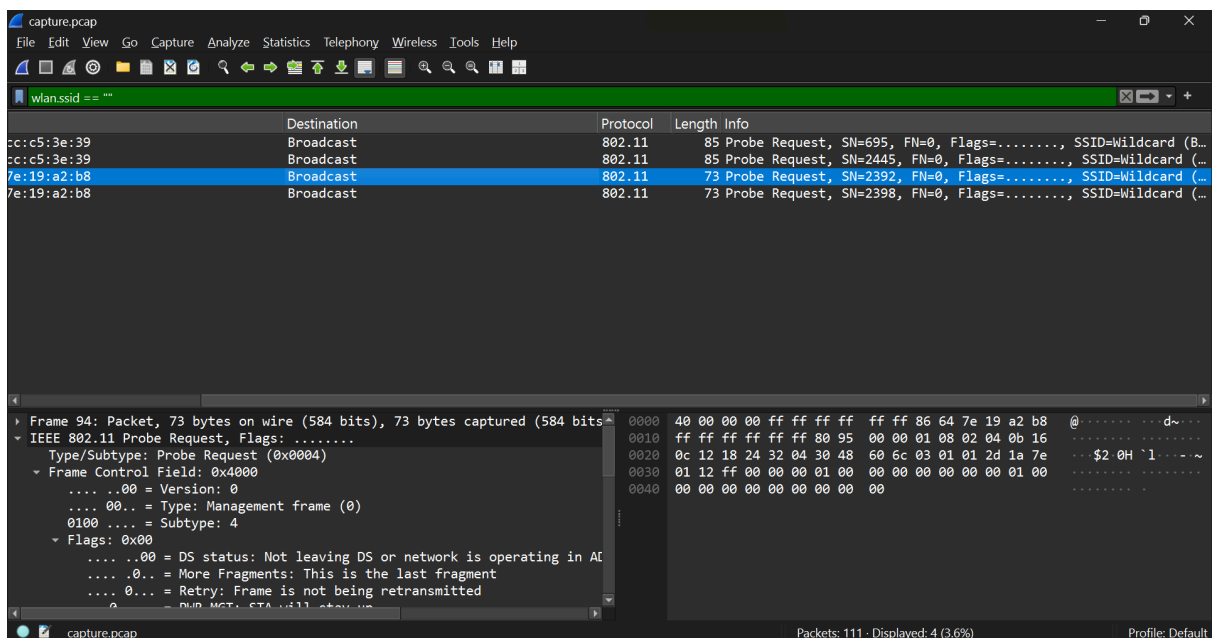 capture.pcap
File Edit View Go Capture Analyze Statistics Telephony Wireless Tools Help
wlan.ssid == ""
Destination Protocol Length Info
cc:c5:3e:39 Broadcast 802.11 85 Probe Request, SN=695, FN=0, Flags=........, SSID=Wildcard (B…
cc:c5:3e:39 Broadcast 802.11 85 Probe Request, SN=2445, FN=0, Flags=........, SSID=Wildcard (…
7e:19:a2:b8 Broadcast 802.11 73 Probe Request, SN=2392, FN=0, Flags=........, SSID=Wildcard (…
7e:19:a2:b8 Broadcast 802.11 73 Probe Request, SN=2398, FN=0, Flags=........, SSID=Wildcard (…
Frame 94: Packet, 73 bytes on wire (584 bits), 73 bytes captured (584 bits
IEEE 802.11 Probe Request, Flags: ........
Type/Subtype: Probe Request (0x0004)
Frame Control Field: 0x4000
.... ..00 = Version: 0
.... 00.. = Type: Management frame (0)
0100 .... = Subtype: 4
Flags: 0x00
.... ..00 = DS status: Not leaving DS or network is operating in AD
.... .0.. = More Fragments: This is the last fragment
.... 0... = Retry: Frame is not being retransmitted
0000 40 00 00 00 ff ff ff ff ff ff 86 64 7e 19 a2 b8 @······· ···d~···
0010 ff ff ff ff ff ff 80 95 00 00 01 08 02 04 0b 16 ········ ········
0020 0c 12 18 24 32 04 30 48 60 6c 03 01 01 2d 1a 7e ···$2·0H `l···-·~
0030 01 12 ff 00 00 00 01 00 00 00 00 00 00 00 01 00 ········ ········
0040 00 00 00 00 00 00 00 00 00 ········ ·
capture.pcap
Packets: 111 · Displayed: 4 (3.6%)
Profile: Default